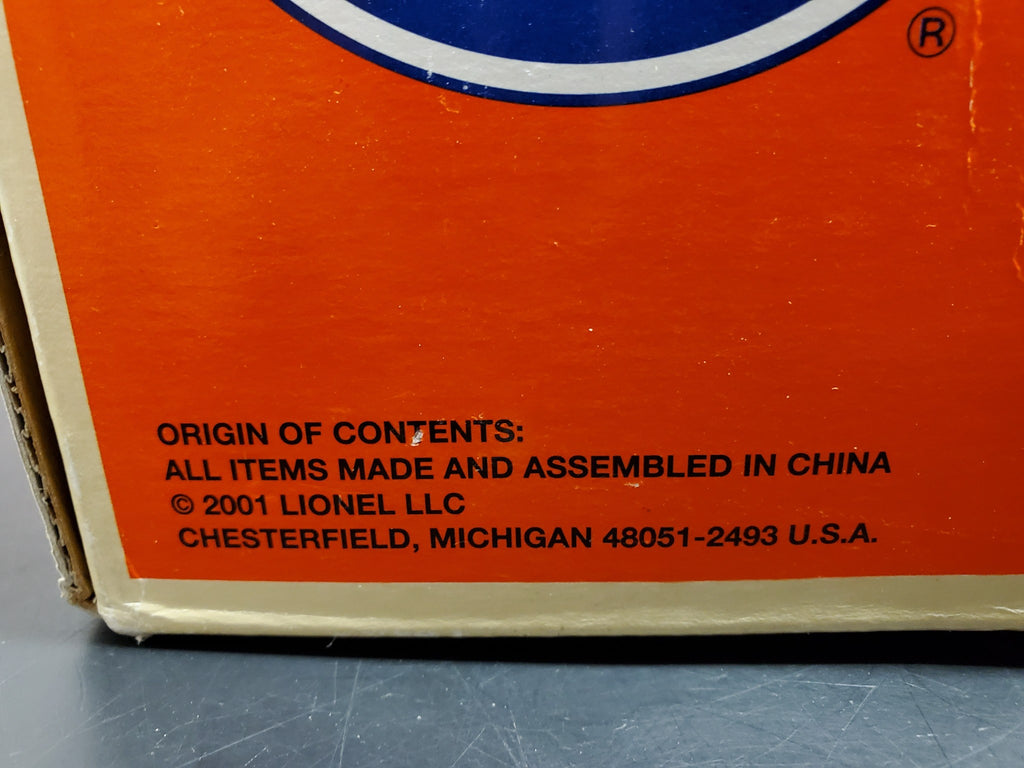 ®
ORIGIN OF CONTENTS:
ALL ITEMS MADE AND ASSEMBLED IN CHINA
© 2001 LIONEL LLC
CHESTERFIELD, MICHIGAN 48051-2493 U.S.A.